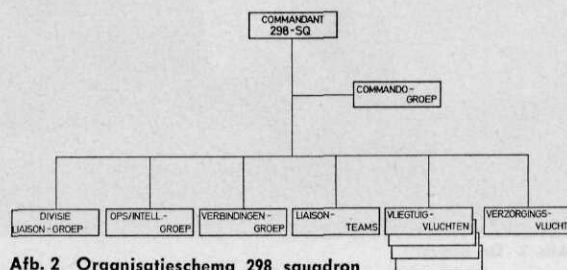 COMMANDANT
298-SQ
COMMANDO-
GROEP
DIVISIE
LIAISON-GROEP
OPS/INTELL.-
GROEP
VERBINDINGEN-
GROEP
LIAISON-
TEAMS
VLIEGTUIG-
VLUCHTEN
VERZORGINGS-
VLUCHT
Afb. 2 Organisatieschema 298 squadron